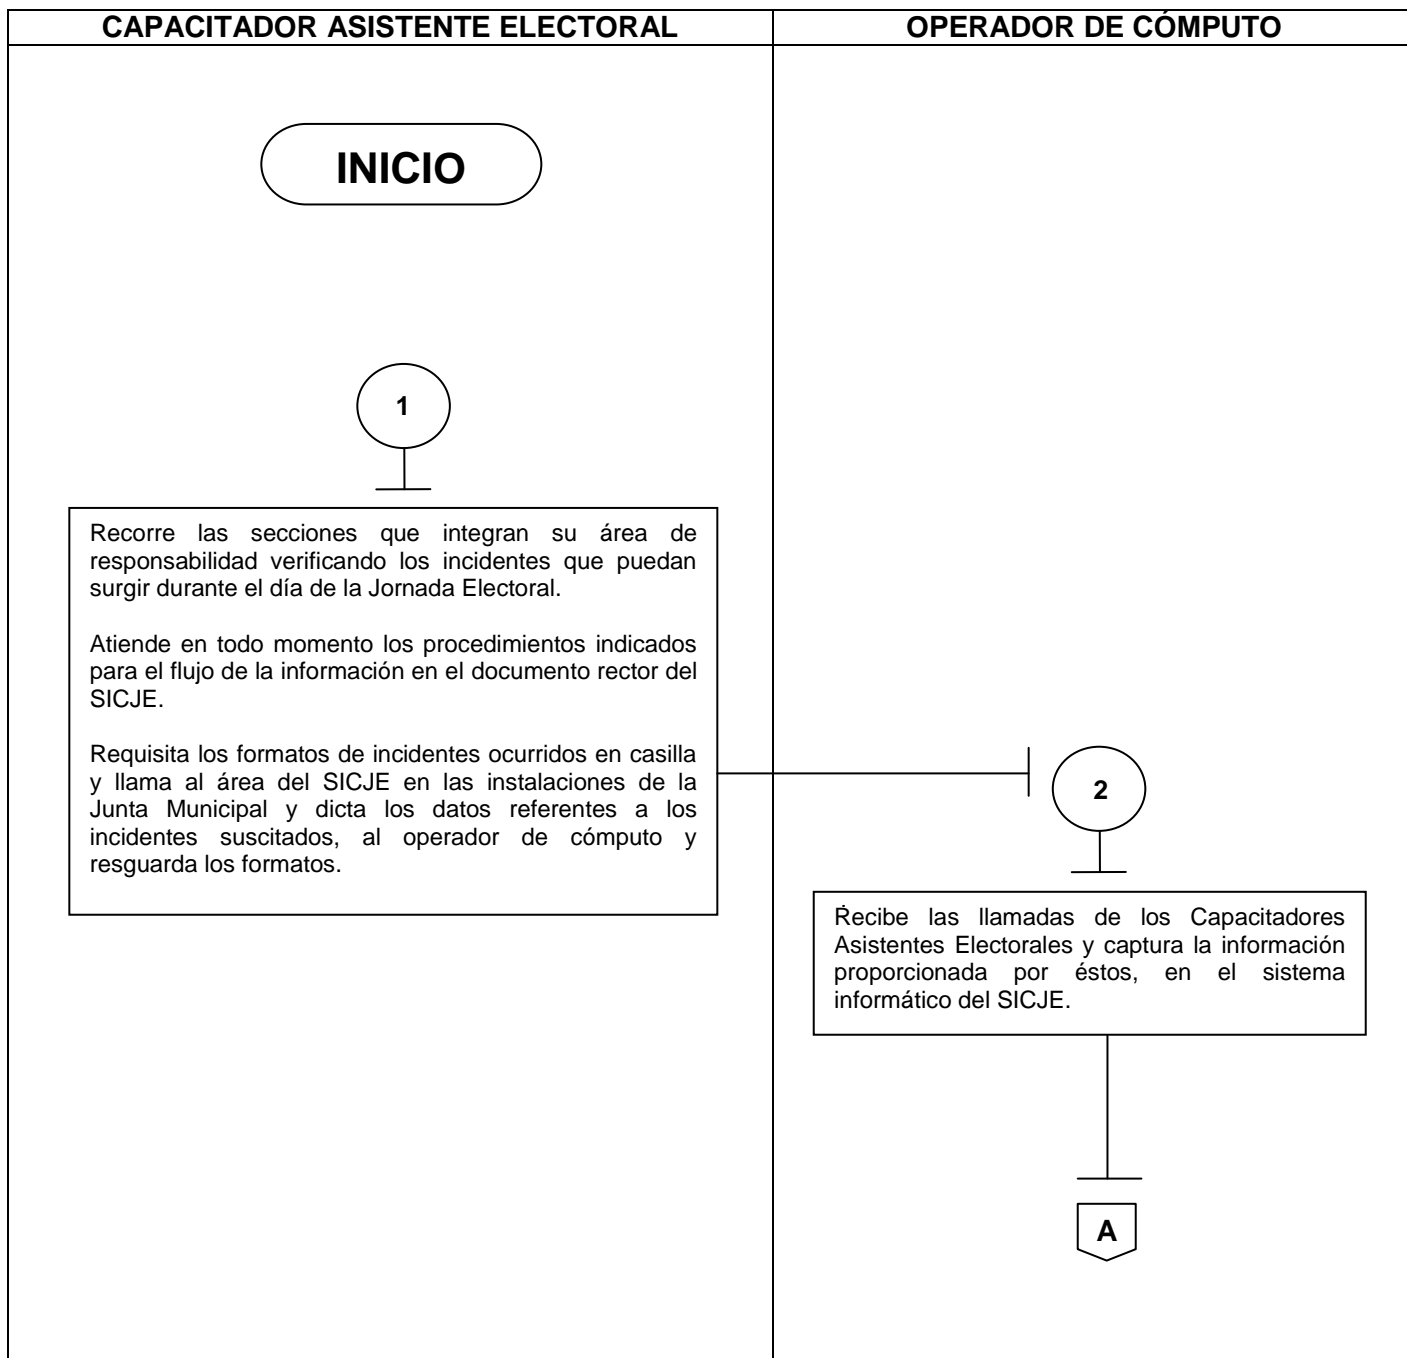 CAPACITADOR ASISTENTE ELECTORAL
OPERADOR DE CÓMPUTO
INICIO
1
Recorre las secciones que integran su área de
responsabilidad verificando los incidentes que puedan
surgir durante el día de la Jornada Electoral.
Atiende en todo momento los procedimientos indicados
para el flujo de la información en el documento rector del
SICJE.
Requisita los formatos de incidentes ocurridos en casilla
y llama al área del SICJE en las instalaciones de la
Junta Municipal y dicta los datos referentes a los
incidentes suscitados, al operador de cómputo y
resguarda los formatos.
2
Recibe las llamadas de los Capacitadores
Asistentes Electorales y captura la información
proporcionada por éstos, en el sistema
informático del SICJE.
A